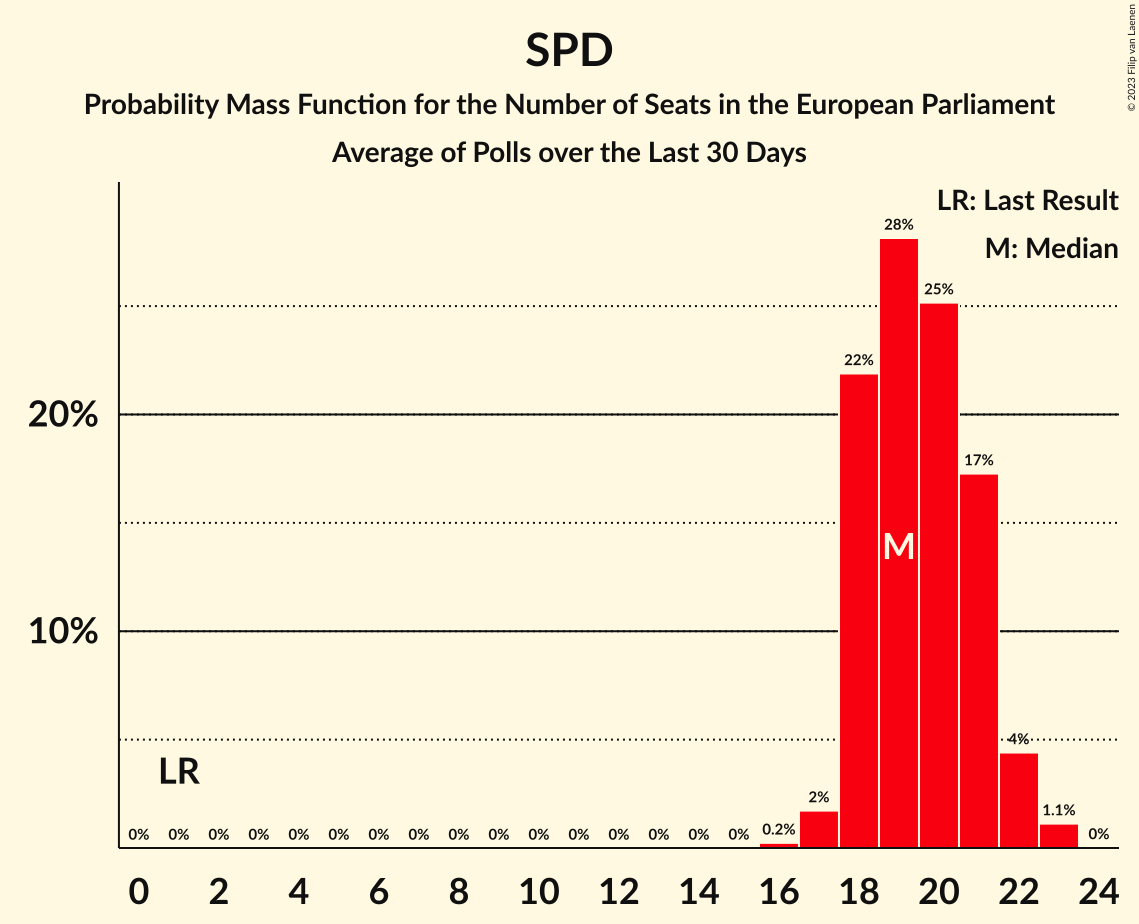 SPD
Probability Mass Function for the Number of Seats in the European Parliament
Average of Polls over the Last 30 Days
© 2023 Filip van Laenen
LR: Last Result
M: Median
28%
25%
22%
20%
17%
M
10%
4%
LR
2%
1.1%
0% 0% 0% 0% 0% 0% 0% 0% 0% 0% 0% 0% 0% 0% 0% 0% 0.2% 0%
0 2 4 6 8 10 12 14 16 18 20 22 24